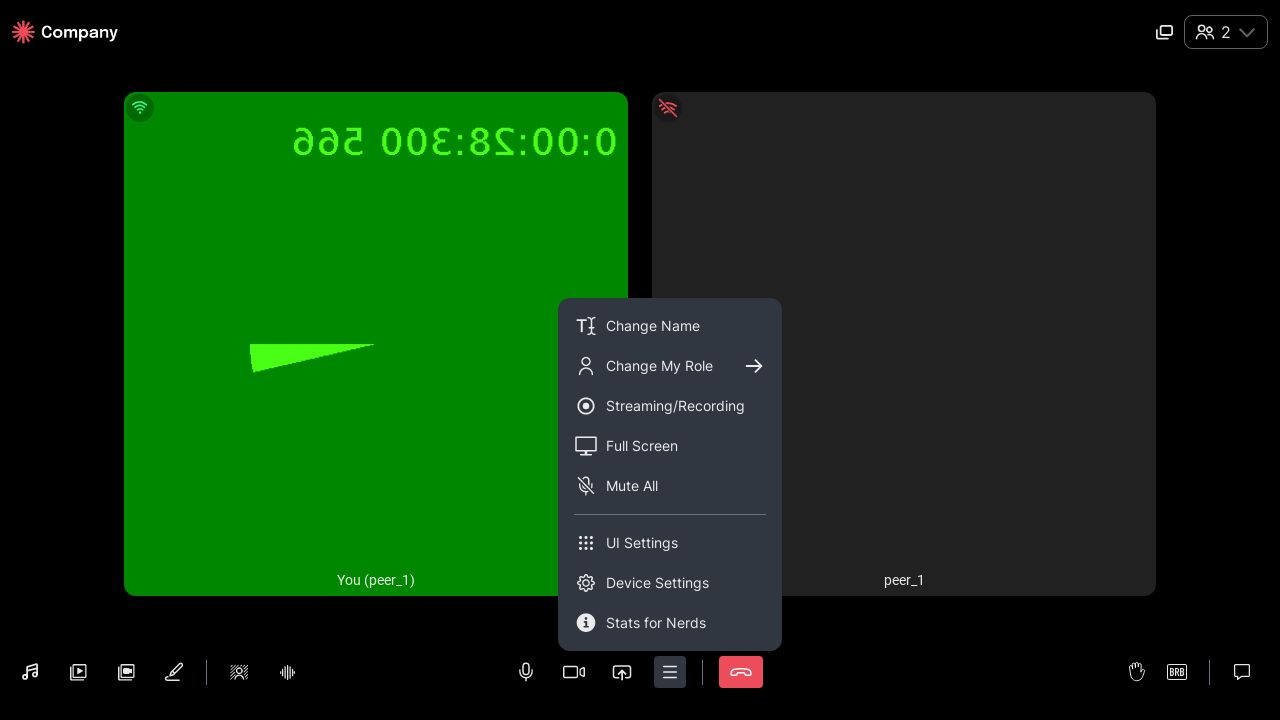 Company
2
0:00:28:300 566
Change Name
Change My Role
Streaming/Recording
Full Screen
Mute All
UI Settings
Device Settings
Stats for Nerds
You (peer_1)
peer_1
BRB